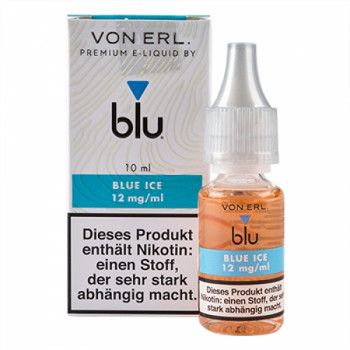 VON ERL.
PREMIUM E-LIQUID BY
blu
10 ml
BLUE ICE
12 mg/ml
Dieses Produkt
enthält Nikotin:
einen Stoff,
der sehr stark
abhängig macht.
VON ERL.
blu
BLUE ICE
12 mg/ml
Dieses Produkt enthält
Nikotin: einen Stoff, der
sehr stark abhängig macht.